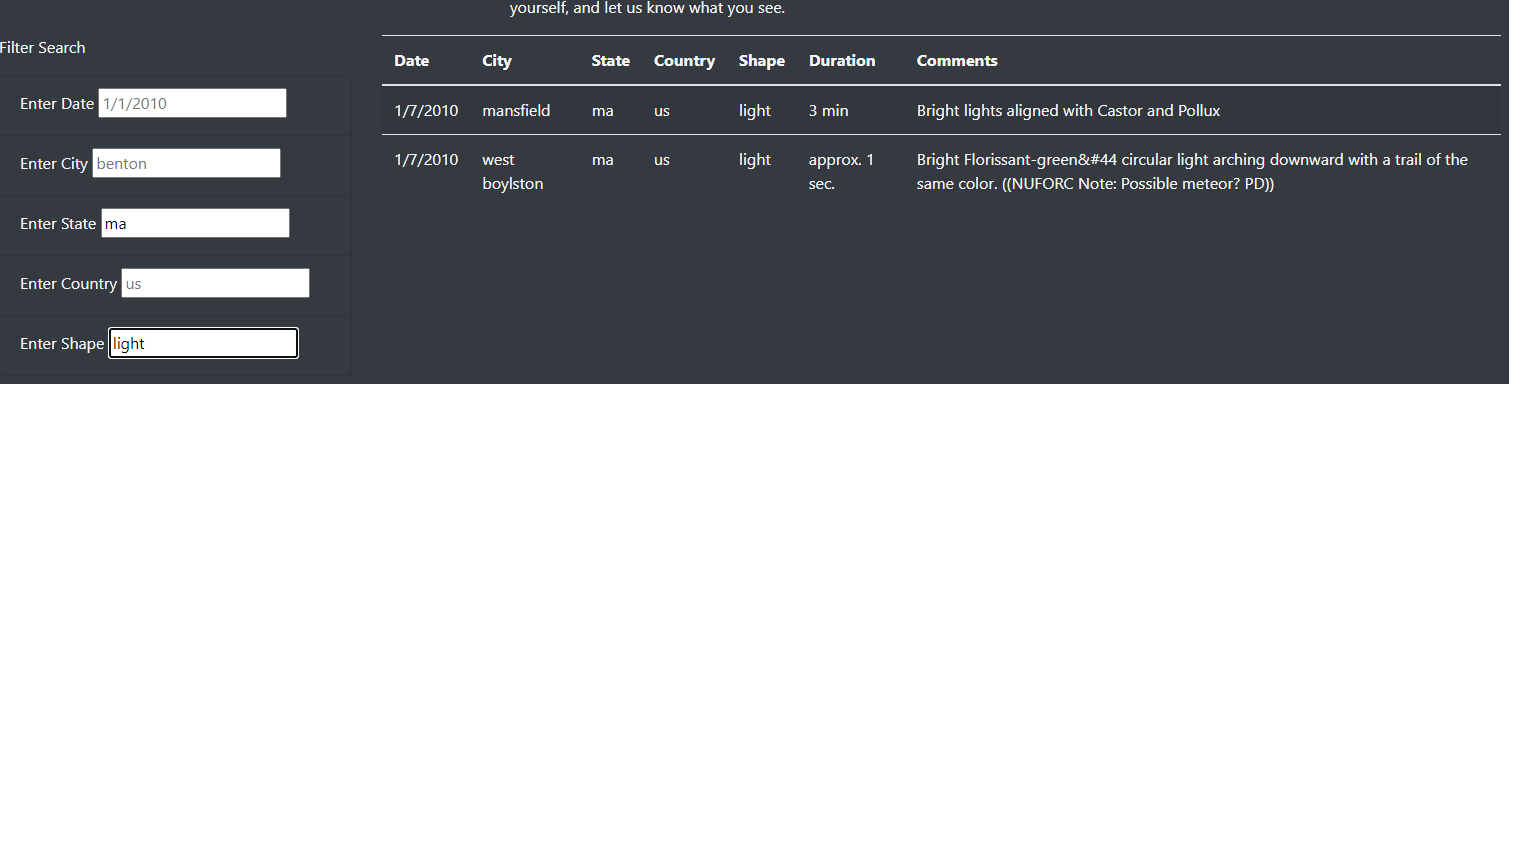 yourself, and let us know what you see.
Filter Search
Enter Date 1/1/2010
Enter City benton
Enter State ma
Enter Country us
Enter Shape light
Date City State Country Shape Duration Comments
1/7/2010 mansfield ma us light 3 min Bright lights aligned with Castor and Pollux
1/7/2010 west ma us light approx. 1 Bright Florissant-green&#44 circular light arching downward with a trail of the
boylston sec. same color. ((NUFORC Note: Possible meteor? PD))